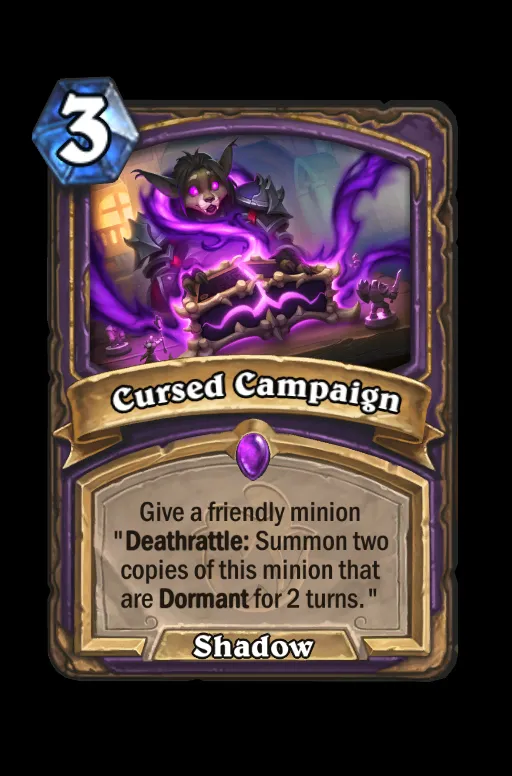 3
Cursed Campaign
Give a friendly minion
"Deathrattle: Summon two
copies of this minion that
are Dormant for 2 turns."
Shadow